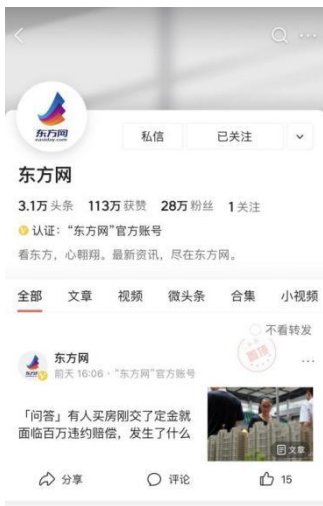 东方网
eastday.com
私信
已关注
东方网
3.1万 头条 113万 获赞 28万 粉丝 1 关注
认证：“东方网”官方账号
看东方，心翱翔。最新资讯，尽在东方网。
全部 文章 视频 微头条 合集 小视频
不看转发
置顶
东方网
前天 16:06 · “东方网”官方账号
「问答」有人买房刚交了定金就
面临百万违约赔偿，发生了什么
文章
分享 评论 15